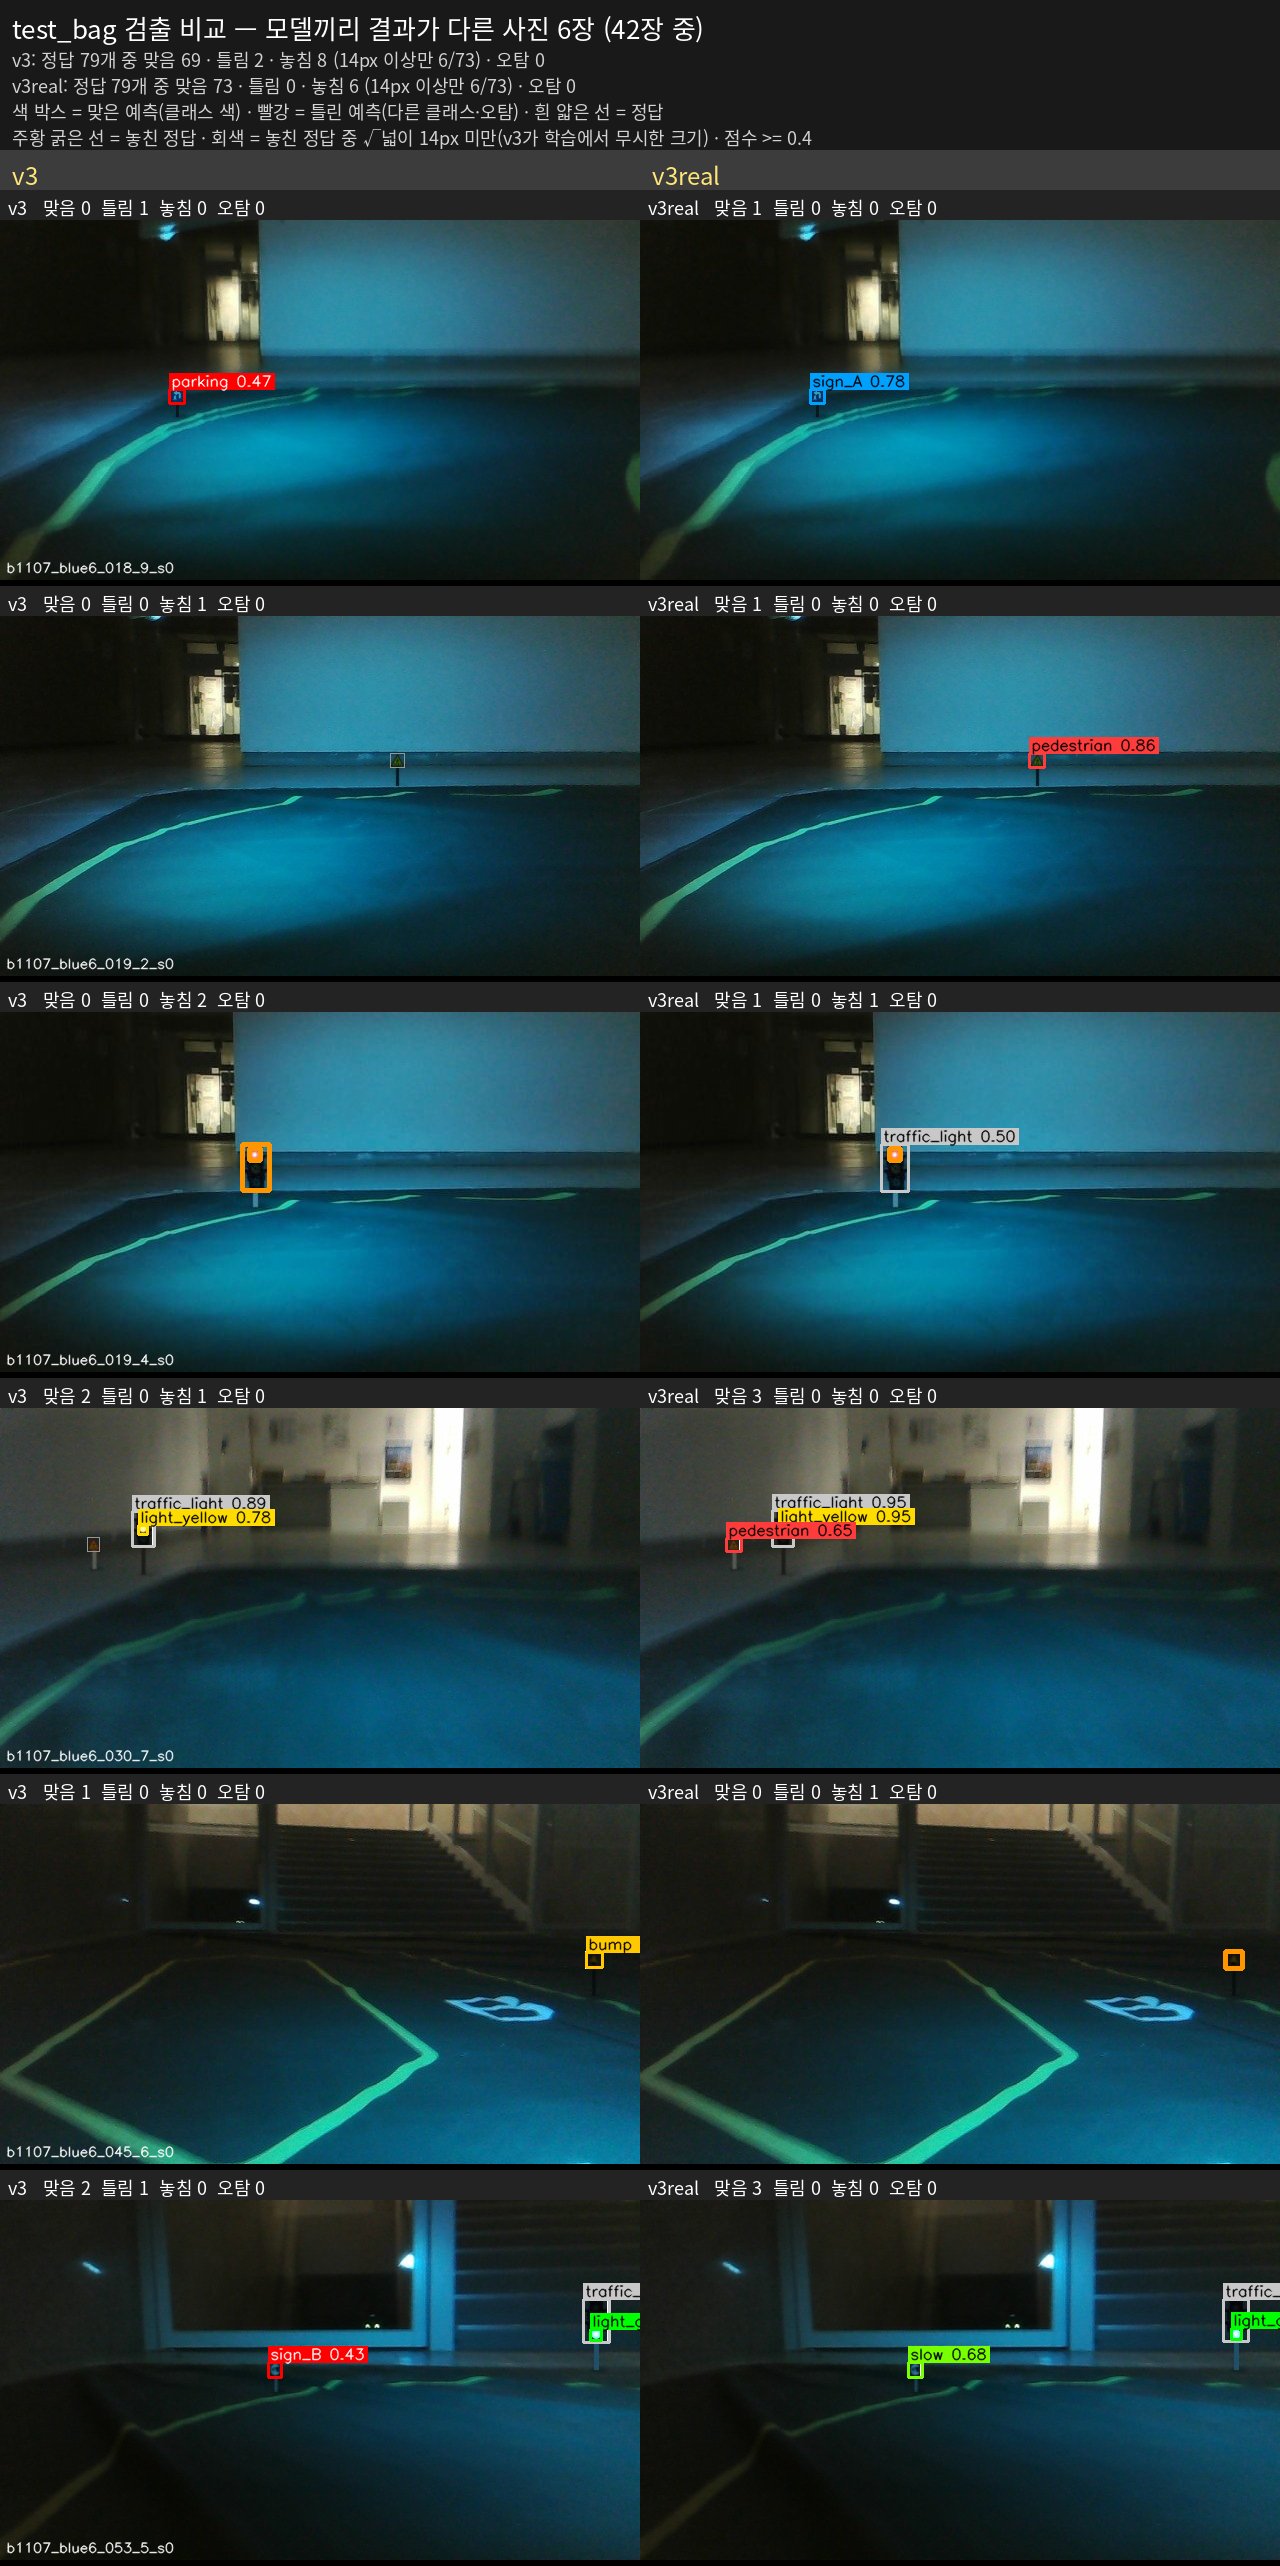 test_bag 검출 비교 — 모델끼리 결과가 다른 사진 6장 (42장 중)
v3: 정답 79개 중 맞음 69 · 틀림 2 · 놓침 8 (14px 이상만 6/73) · 오탐 0
v3real: 정답 79개 중 맞음 73 · 틀림 0 · 놓침 6 (14px 이상만 6/73) · 오탐 0
색 박스 = 맞은 예측(클래스 색) · 빨강 = 틀린 예측(다른 클래스·오탐) · 흰 얇은 선 = 정답
주황 굵은 선 = 놓친 정답 · 회색 = 놓친 정답 중 √넓이 14px 미만(v3가 학습에서 무시한 크기) · 점수 >= 0.4
v3 v3real
v3 맞음 0 틀림 1 놓침 0 오탐 0 v3real 맞음 1 틀림 0 놓침 0 오탐 0
parking 0.47 sign_A 0.78
b1107_blue6_018_9_s0
v3 맞음 0 틀림 0 놓침 1 오탐 0 v3real 맞음 1 틀림 0 놓침 0 오탐 0
pedestrian 0.86
b1107_blue6_019_2_s0
v3 맞음 0 틀림 0 놓침 2 오탐 0 v3real 맞음 1 틀림 0 놓침 1 오탐 0
traffic_light 0.50
b1107_blue6_019_4_s0
v3 맞음 2 틀림 0 놓침 1 오탐 0 v3real 맞음 3 틀림 0 놓침 0 오탐 0
traffic_light 0.89 traffic_light 0.95
light_yellow 0.78 light_yellow 0.95
pedestrian 0.65
b1107_blue6_030_7_s0
v3 맞음 1 틀림 0 놓침 0 오탐 0 v3real 맞음 0 틀림 0 놓침 1 오탐 0
bump
B B
b1107_blue6_045_6_s0
v3 맞음 2 틀림 1 놓침 0 오탐 0 v3real 맞음 3 틀림 0 놓침 0 오탐 0
traffic_ traffic_
light_g light_g
sign_B 0.43 slow 0.68
b1107_blue6_053_5_s0